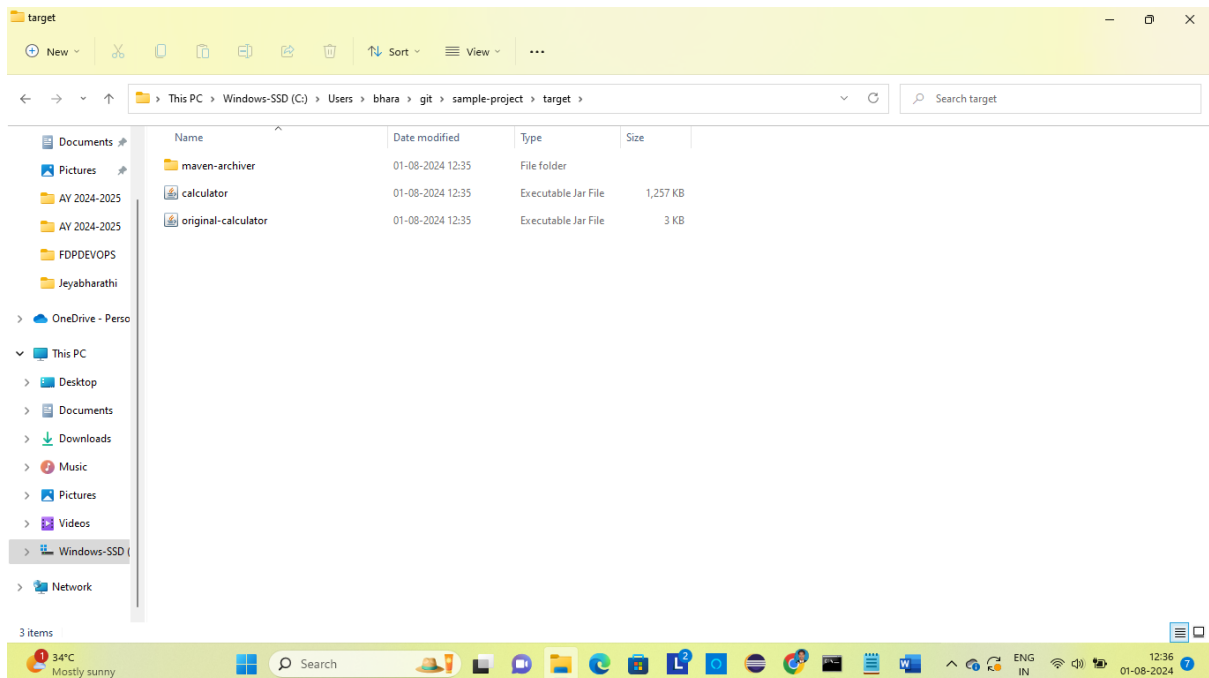 target
New
Sort
View
This PC > Windows-SSD (C:) > Users > bhara > git > sample-project > target >
Search target
Name Date modified Type Size
maven-archiver 01-08-2024 12:35 File folder
calculator 01-08-2024 12:35 Executable Jar File 1,257 KB
original-calculator 01-08-2024 12:35 Executable Jar File 3 KB
Documents
Pictures
AY 2024-2025
AY 2024-2025
FDPDEVOPS
Jeyabharathi
OneDrive - Perso
This PC
Desktop
Documents
Downloads
Music
Pictures
Videos
Windows-SSD (
Network
3 items
1
34°C
Mostly sunny
Search
L 2
W
ENG
IN
12:36
01-08-2024
7